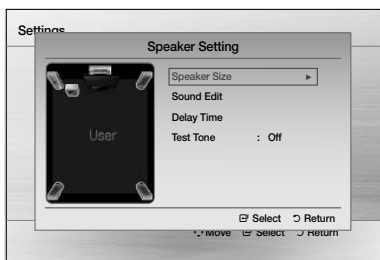 Settings
Speaker Setting
Speaker Size ►
Sound Edit
Delay Time
Test Tone : Off
User
Select Return
Move Select Return